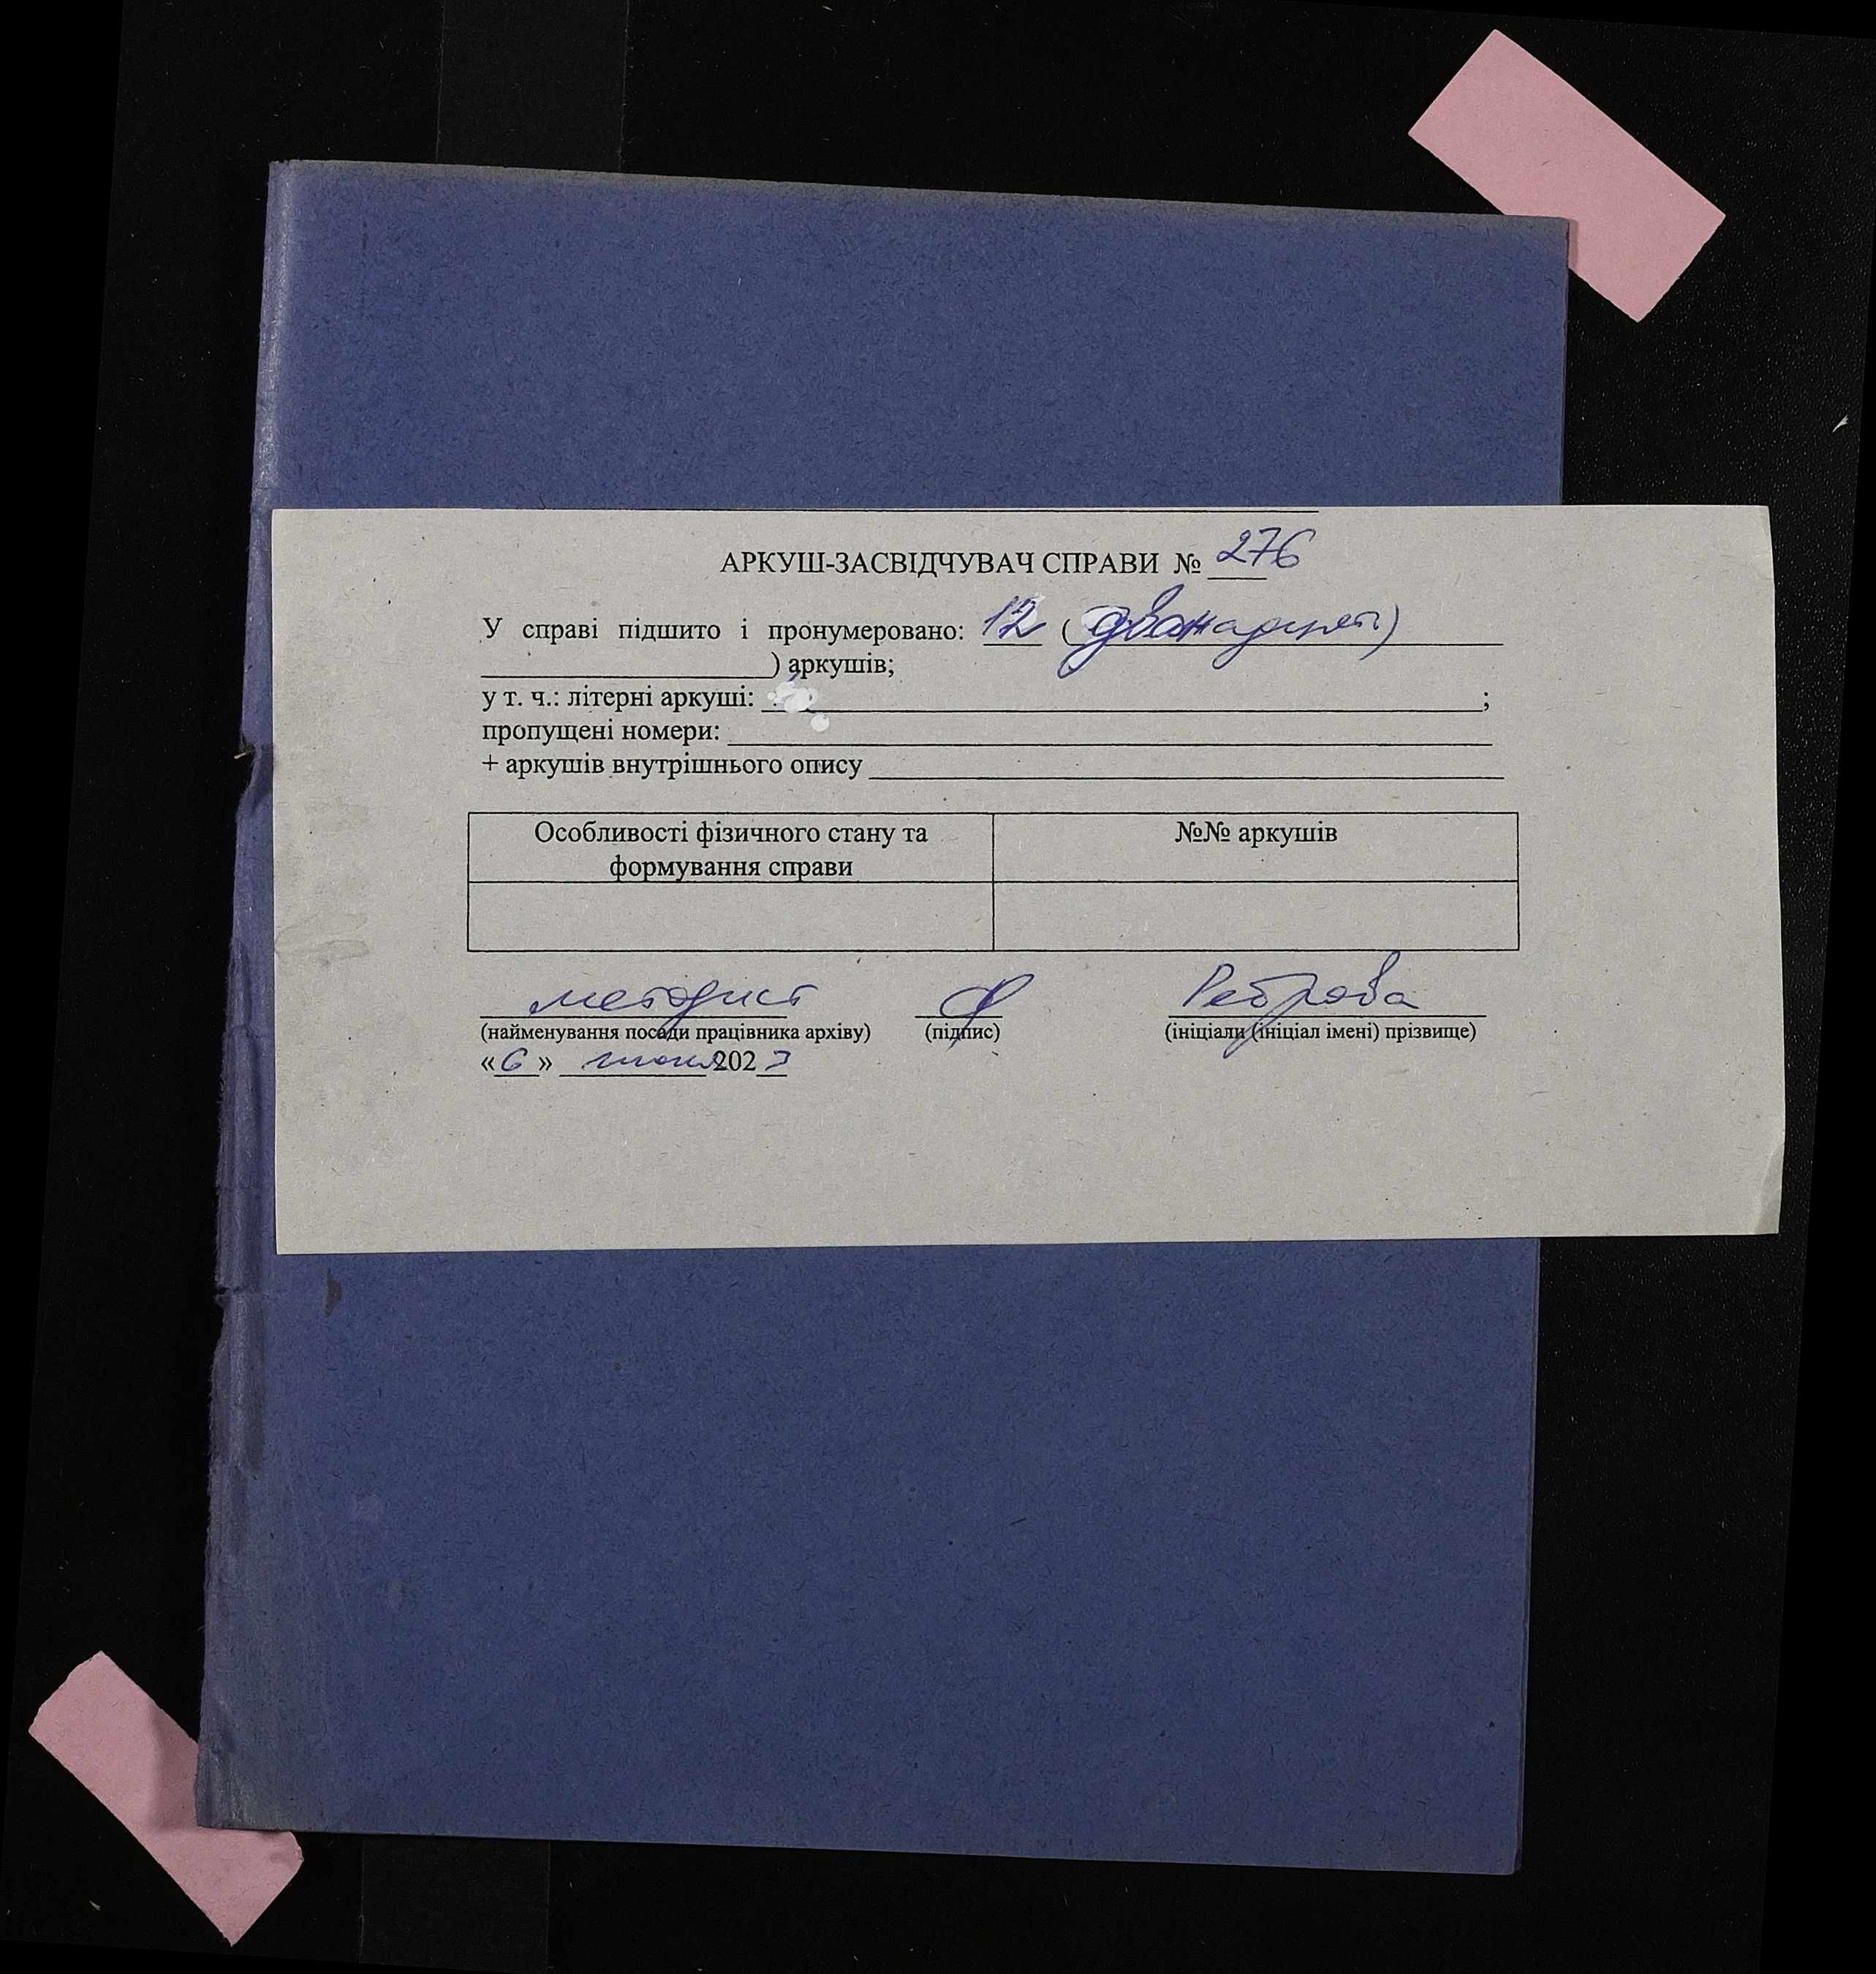 АРКУШ-ЗАСВІДЧУВАЧ СПРАВИ № 276
У справі підшито і пронумеровано: 12 (дванадцять)
) аркушів;
у т. ч.: літерні аркуші: ;
пропущені номери:
+ аркушів внутрішнього опису
Особливості фізичного стану та формування справи
№№ аркушів
методист Реброва
(найменування посади працівника архіву) (підпис) (ініціали (ініціал імені) прізвище)
«6» 2023